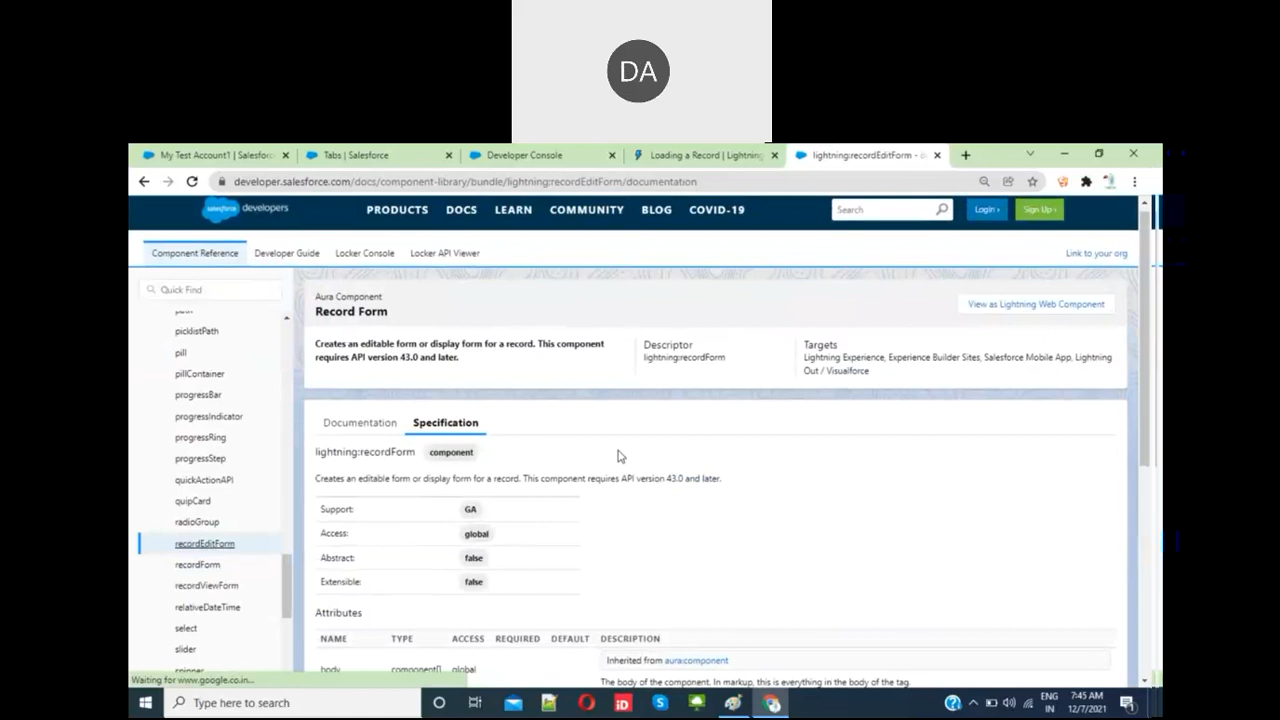 DA
My Test Account1 | Salesforc
Tabs | Salesforce
Developer Console
Loading a Record | Lightning
lightning:recordEditForm - d
developer.salesforce.com/docs/component-library/bundle/lightning:recordEditForm/documentation
salesforce developers
PRODUCTS DOCS LEARN COMMUNITY BLOG COVID-19
Search
Login ›
Sign Up ›
Component Reference Developer Guide Locker Console Locker API Viewer
Link to your org
Quick Find
picklistPath
pill
pillContainer
progressBar
progressIndicator
progressRing
progressStep
quickActionAPI
quipCard
radioGroup
recordEditForm
recordForm
recordViewForm
relativeDateTime
select
slider
spinner
Aura Component
Record Form
View as Lightning Web Component
Creates an editable form or display form for a record. This component
requires API version 43.0 and later.
Descriptor
lightning:recordForm
Targets
Lightning Experience, Experience Builder Sites, Salesforce Mobile App, Lightning
Out / Visualforce
Documentation Specification
lightning:recordForm component
Creates an editable form or display form for a record. This component requires API version 43.0 and later.
Support: GA
Access: global
Abstract: false
Extensible: false
Attributes
NAME TYPE ACCESS REQUIRED DEFAULT DESCRIPTION
body component[] global
Inherited from aura:component
The body of the component. In markup, this is everything in the body of the tag.
Waiting for www.google.co.in...
Type here to search
iD
ENG
IN
7:45 AM
12/7/2021